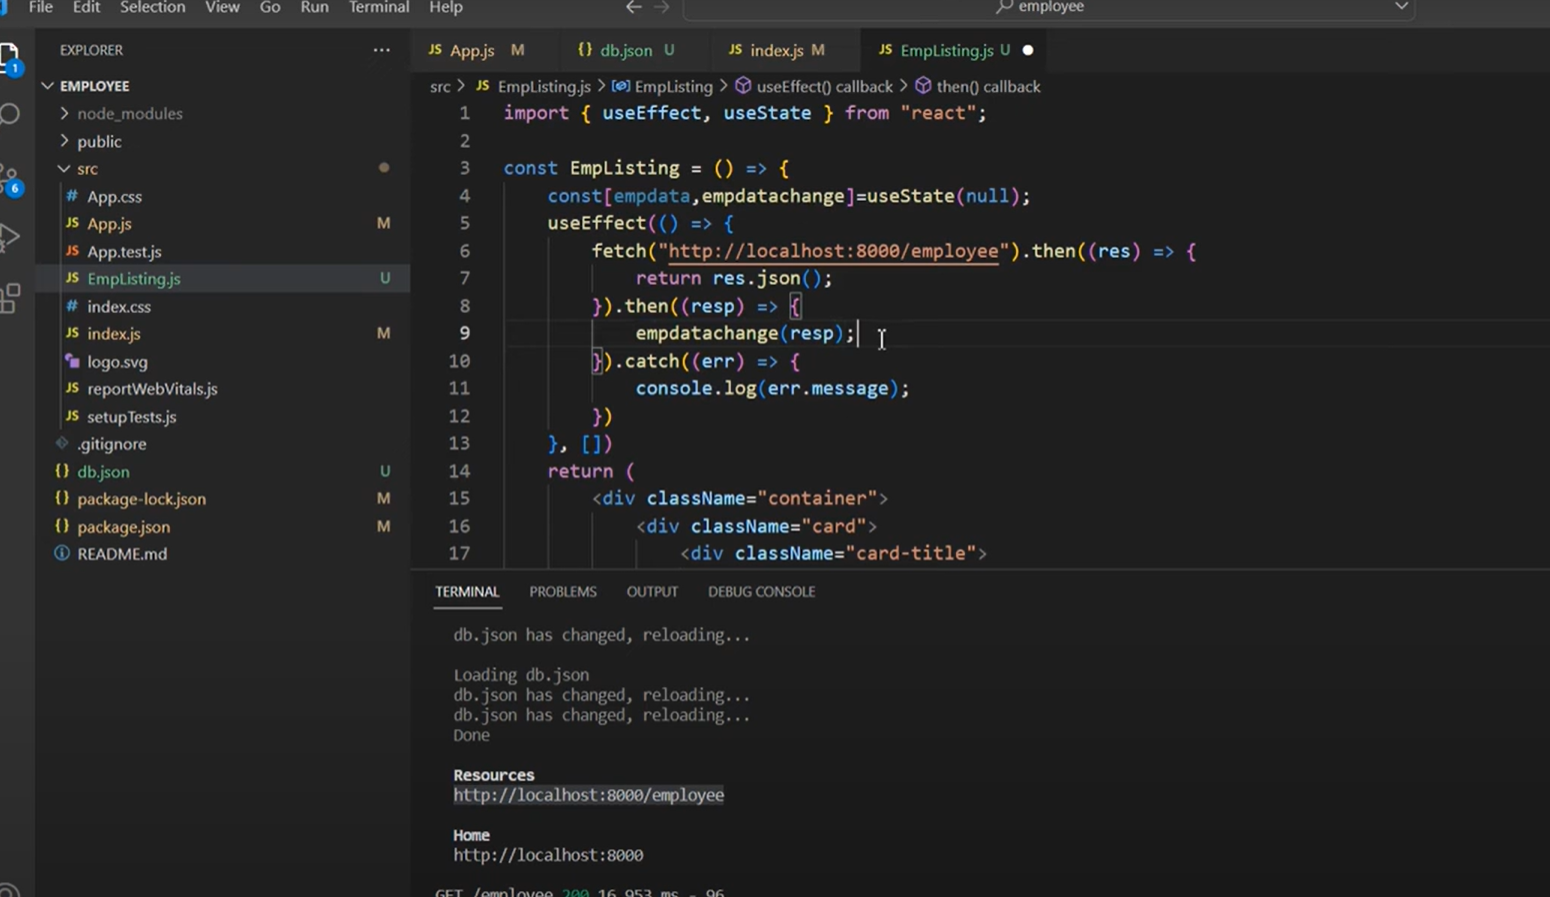 File Edit Selection View Go Run Terminal Help
employee
EXPLORER
1
6
EMPLOYEE
node_modules
public
src
# App.css
JS App.js M
JS App.test.js
JS EmpListing.js U
# index.css
JS index.js M
logo.svg
JS reportWebVitals.js
JS setupTests.js
.gitignore
{} db.json U
{} package-lock.json M
{} package.json M
README.md
JS App.js M {} db.json U JS index.js M JS EmpListing.js U
src > JS EmpListing.js > EmpListing > useEffect() callback > then() callback
1 import { useEffect, useState } from "react";
2
3 const EmpListing = () => {
4 const[empdata,empdatachange]=useState(null);
5 useEffect(() => {
6 fetch("http://localhost:8000/employee").then((res) => {
7 return res.json();
8 }).then((resp) => {
9 empdatachange(resp);
10 }).catch((err) => {
11 console.log(err.message);
12 })
13 }, [])
14 return (
15 <div className="container">
16 <div className="card">
17 <div className="card-title">
TERMINAL PROBLEMS OUTPUT DEBUG CONSOLE
db.json has changed, reloading...
Loading db.json
db.json has changed, reloading...
db.json has changed, reloading...
Done
Resources
http://localhost:8000/employee
Home
http://localhost:8000
GET /employee 200 16.953 ms - 96